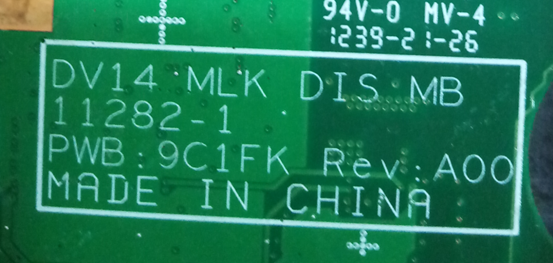 94V-0 MV-4
1239-21-26
DV14 MLK DIS MB
11282-1
PWB:9C1FK Rev:A00
MADE IN CHINA